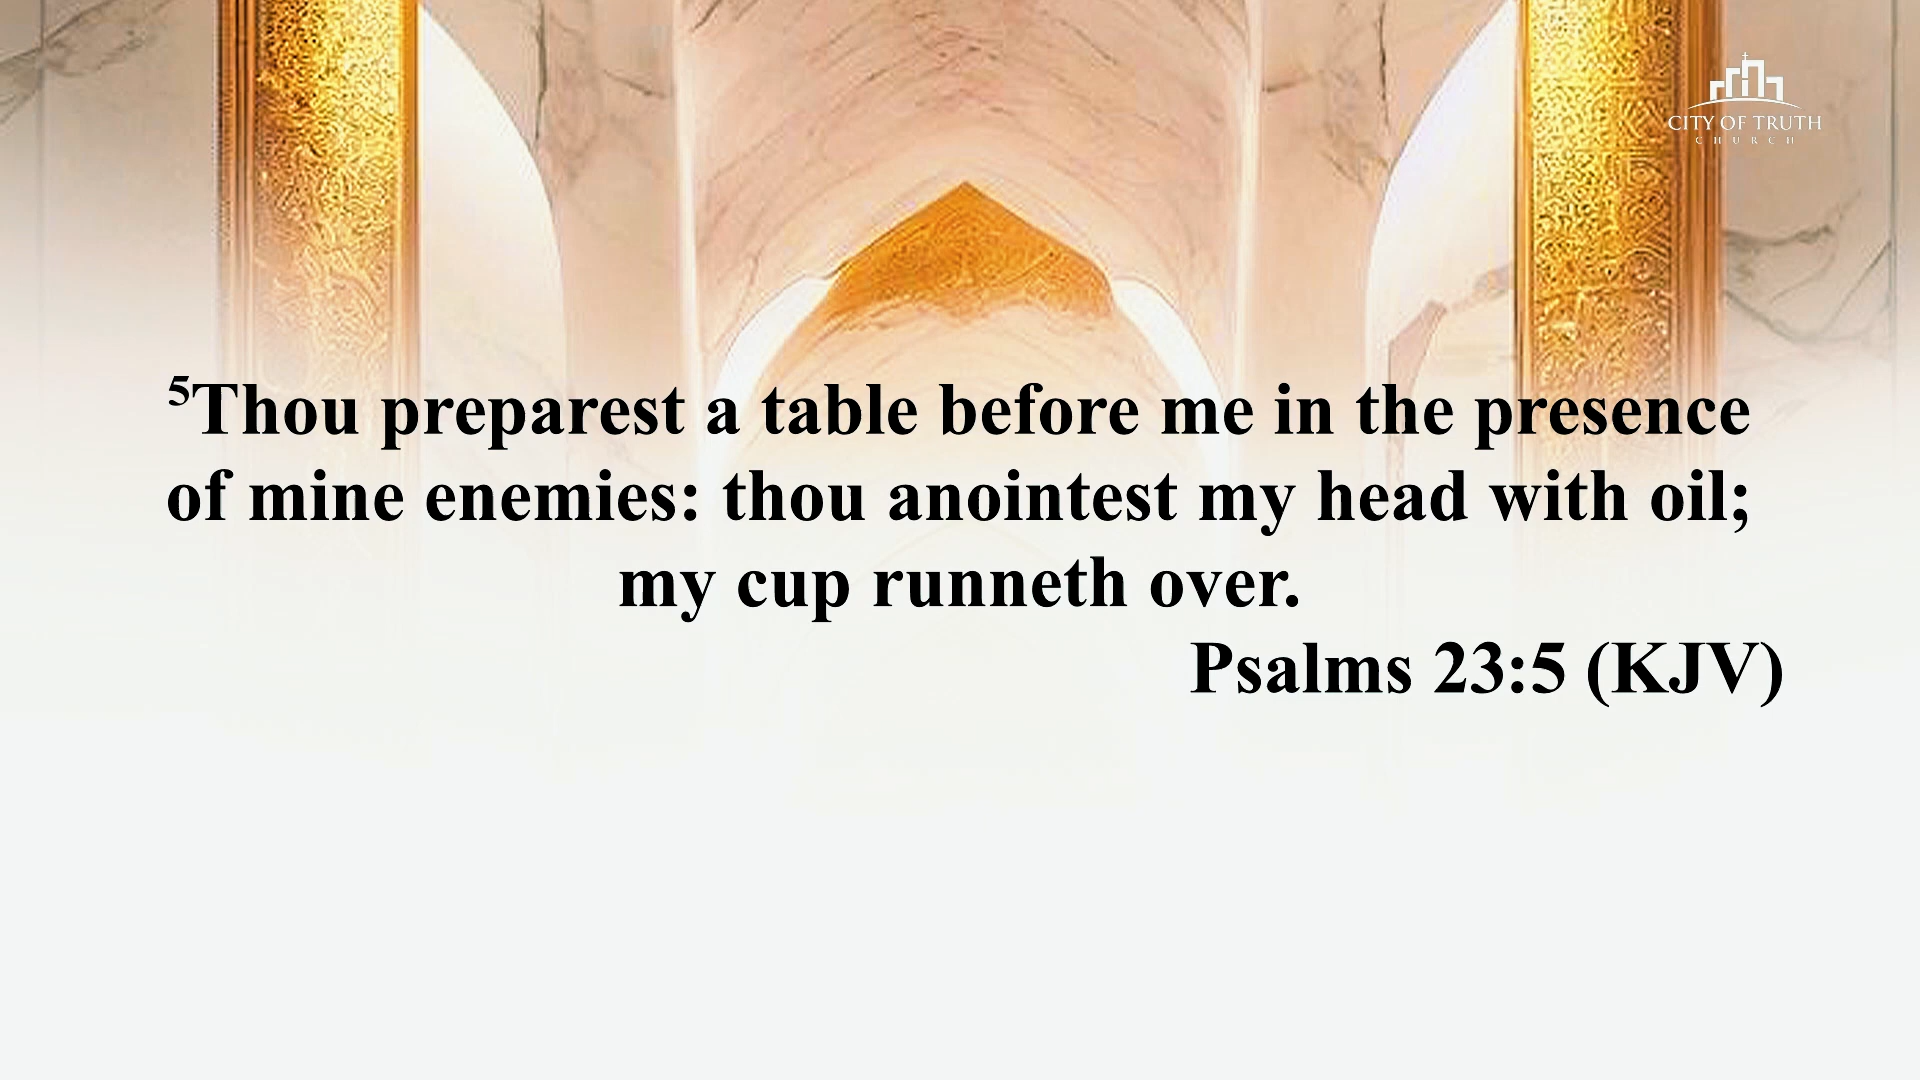 CITY OF TRUTH
CHURCH
⁵Thou preparest a table before me in the presence
of mine enemies: thou anointest my head with oil;
my cup runneth over.
Psalms 23:5 (KJV)